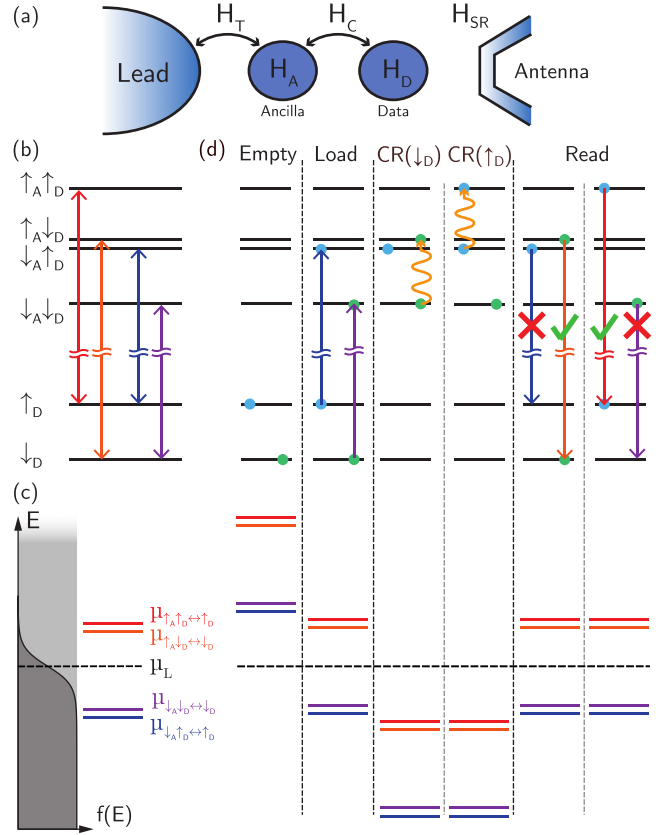 (a)
H_T
H_C
H_SR
Lead
H_A
H_D
Antenna
Ancilla
Data
(b)
(d)
Empty
Load
CR(↓_D)
CR(↑_D)
Read
↑_A↑_D
↑_A↓_D
↓_A↑_D
↓_A↓_D
↑_D
↓_D
(c)
E
μ_↑_A↑_D↔↑_D
μ_↑_A↓_D↔↓_D
μ_L
μ_↓_A↓_D↔↓_D
μ_↓_A↑_D↔↑_D
f(E)